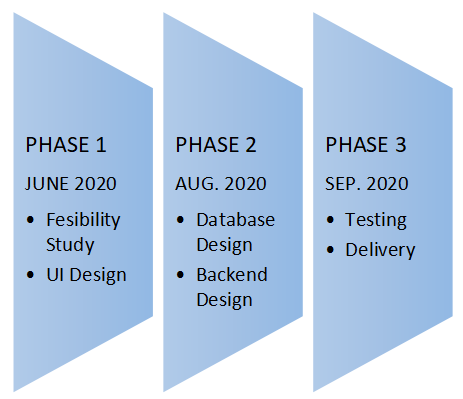 PHASE 1
JUNE 2020
• Fesibility
Study
• UI Design
PHASE 2
AUG. 2020
• Database
Design
• Backend
Design
PHASE 3
SEP. 2020
• Testing
• Delivery